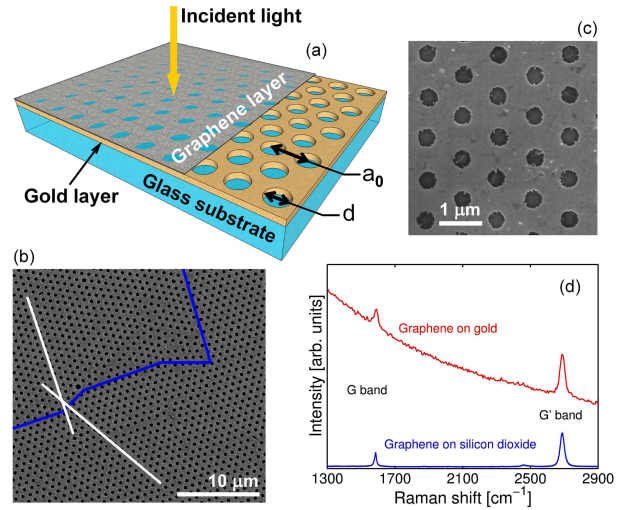 Incident light
(a)
Graphene layer
Gold layer
Glass substrate
a0
d
(c)
1 μm
(b)
10 μm
(d)
Intensity [arb. units]
Graphene on gold
G band
G' band
Graphene on silicon dioxide
1300 1700 2100 2500 2900
Raman shift [cm−1]